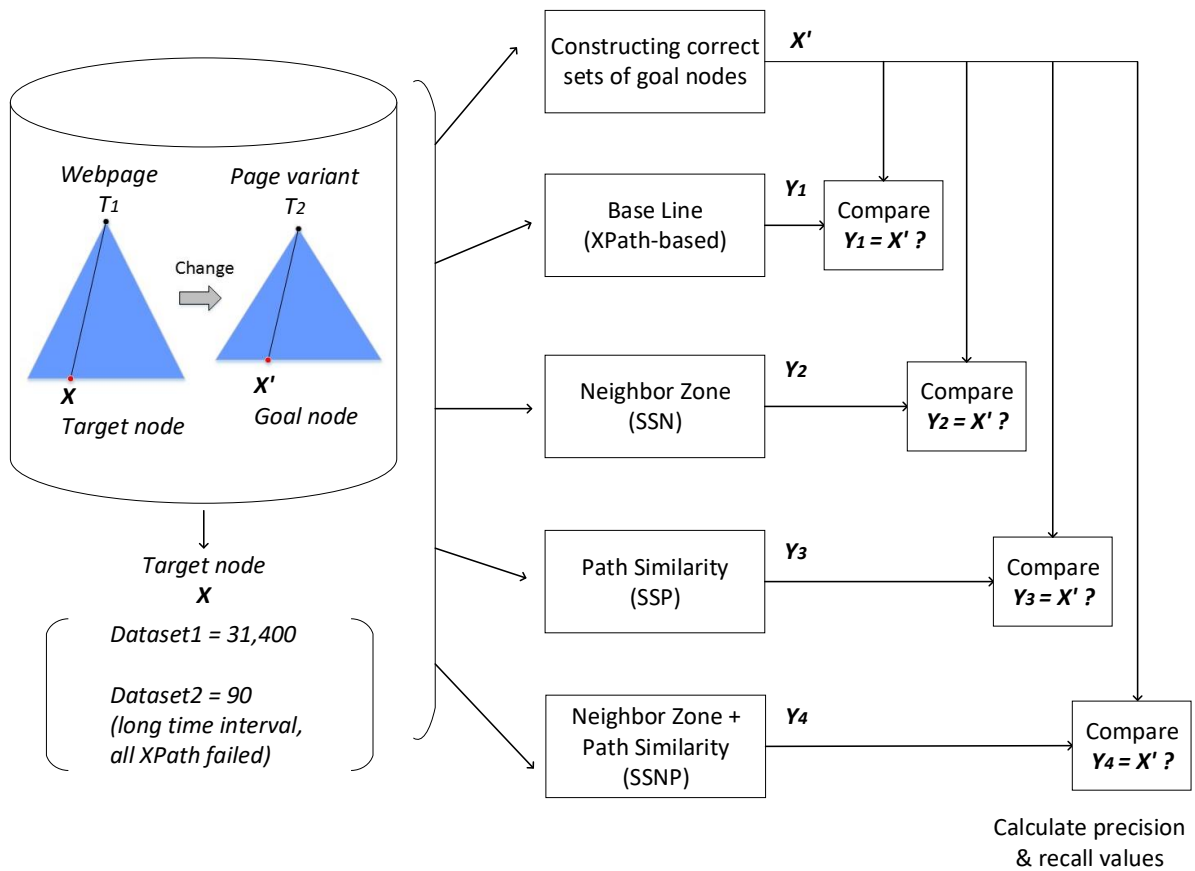 Webpage
T1
Page variant
T2
Change
X
Target node
X'
Goal node
Target node
X
Dataset1 = 31,400
Dataset2 = 90
(long time interval,
all XPath failed)
Constructing correct
sets of goal nodes
X'
Base Line
(XPath-based)
Y1
Compare
Y1 = X' ?
Neighbor Zone
(SSN)
Y2
Compare
Y2 = X' ?
Path Similarity
(SSP)
Y3
Compare
Y3 = X' ?
Neighbor Zone +
Path Similarity
(SSNP)
Y4
Compare
Y4 = X' ?
Calculate precision
& recall values